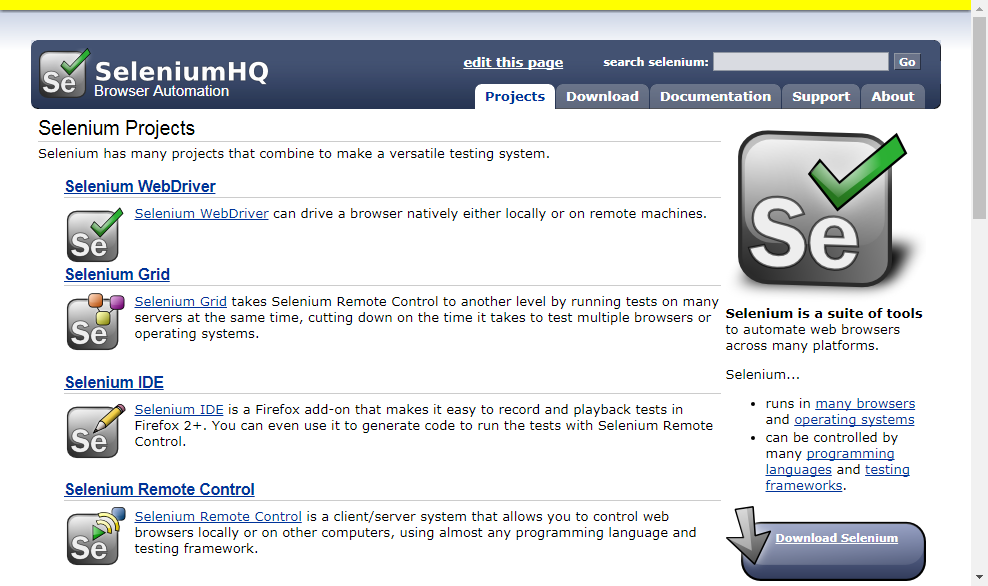 edit this page
search selenium:
Go
Se
SeleniumHQ
Browser Automation
Projects
Download
Documentation
Support
About
Selenium Projects
Selenium has many projects that combine to make a versatile testing system.
Selenium WebDriver
Se
Selenium WebDriver can drive a browser natively either locally or on remote machines.
Selenium Grid
Se
Selenium Grid takes Selenium Remote Control to another level by running tests on many
servers at the same time, cutting down on the time it takes to test multiple browsers or
operating systems.
Selenium IDE
Se
Selenium IDE is a Firefox add-on that makes it easy to record and playback tests in
Firefox 2+. You can even use it to generate code to run the tests with Selenium Remote
Control.
Selenium Remote Control
Se
Selenium Remote Control is a client/server system that allows you to control web
browsers locally or on other computers, using almost any programming language and
testing framework.
Se
Selenium is a suite of tools
to automate web browsers
across many platforms.
Selenium...
• runs in many browsers
and operating systems
• can be controlled by
many programming
languages and testing
frameworks.
Download Selenium